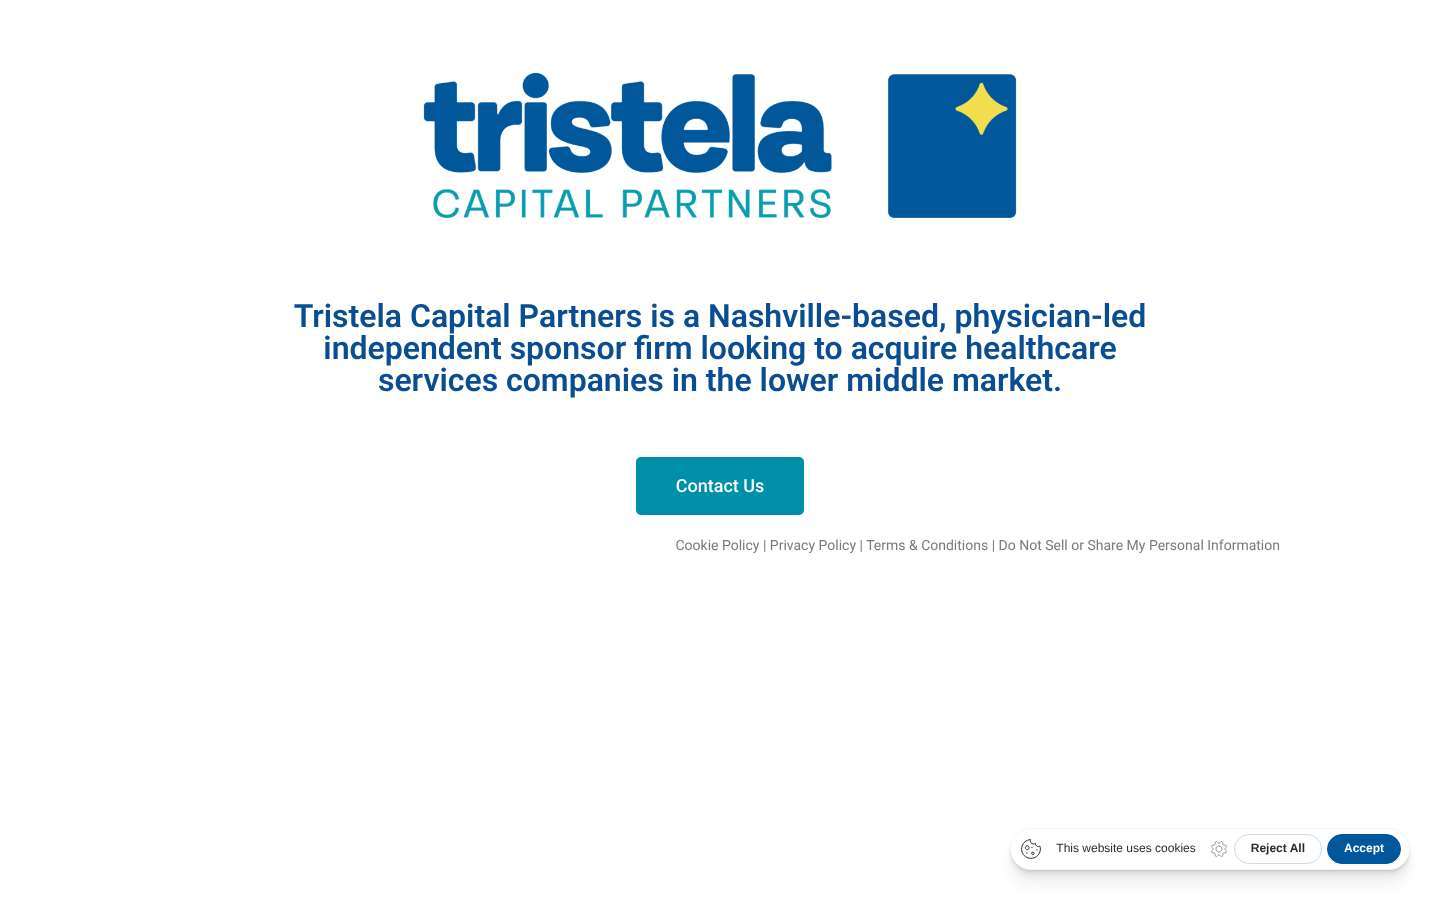 tristela
CAPITAL PARTNERS
Tristela Capital Partners is a Nashville-based, physician-led
independent sponsor firm looking to acquire healthcare
services companies in the lower middle market.
Contact Us
Cookie Policy | Privacy Policy | Terms & Conditions | Do Not Sell or Share My Personal Information
This website uses cookies Reject All Accept